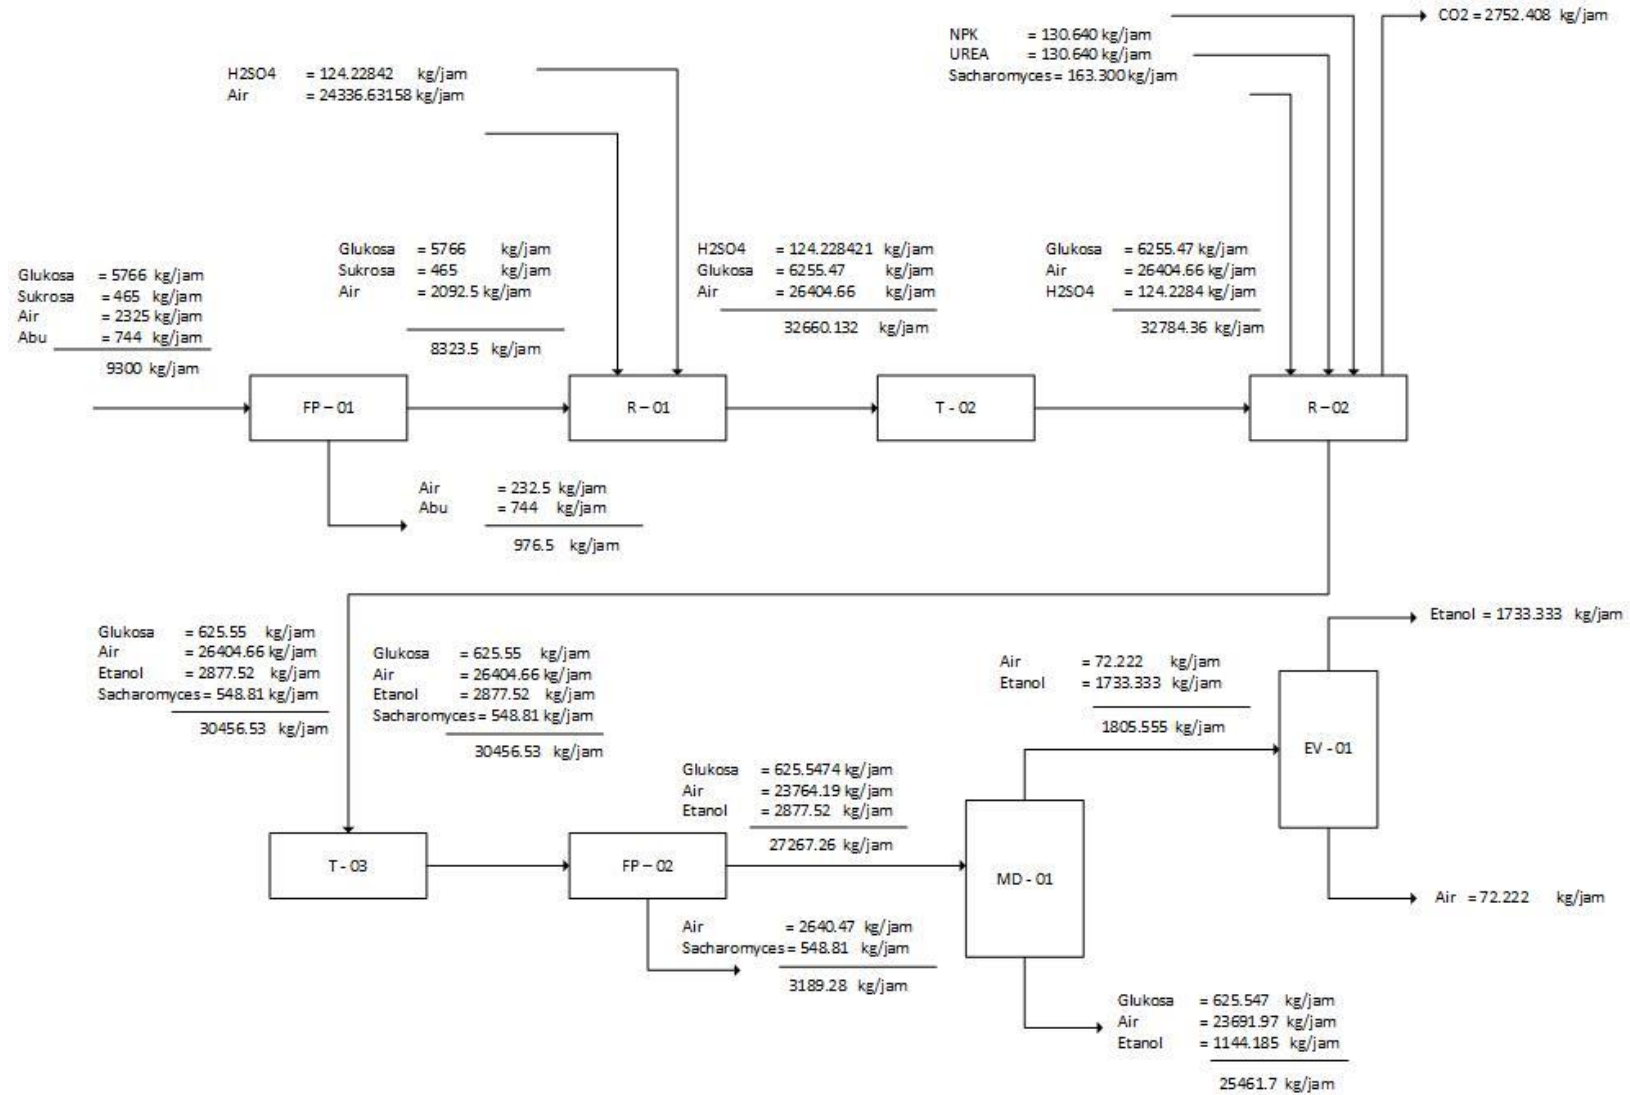 CO2 = 2752.408 kg/jam
NPK = 130.640 kg/jam
UREA = 130.640 kg/jam
Sacharomyces = 163.300 kg/jam
H2SO4 = 124.22842 kg/jam
Air = 24336.63158 kg/jam
Glukosa = 5766 kg/jam
Sukrosa = 465 kg/jam
Air = 2325 kg/jam
Abu = 744 kg/jam
9300 kg/jam
Glukosa = 5766 kg/jam
Sukrosa = 465 kg/jam
Air = 2092.5 kg/jam
8323.5 kg/jam
H2SO4 = 124.228421 kg/jam
Glukosa = 6255.47 kg/jam
Air = 26404.66 kg/jam
32660.132 kg/jam
Glukosa = 6255.47 kg/jam
Air = 26404.66 kg/jam
H2SO4 = 124.2284 kg/jam
32784.36 kg/jam
FP – 01
R – 01
T - 02
R – 02
Air = 232.5 kg/jam
Abu = 744 kg/jam
976.5 kg/jam
Glukosa = 625.55 kg/jam
Air = 26404.66 kg/jam
Etanol = 2877.52 kg/jam
Sacharomyces = 548.81 kg/jam
30456.53 kg/jam
Glukosa = 625.55 kg/jam
Air = 26404.66 kg/jam
Etanol = 2877.52 kg/jam
Sacharomyces = 548.81 kg/jam
30456.53 kg/jam
Glukosa = 625.5474 kg/jam
Air = 23764.19 kg/jam
Etanol = 2877.52 kg/jam
27267.26 kg/jam
Air = 72.222 kg/jam
Etanol = 1733.333 kg/jam
1805.555 kg/jam
Etanol = 1733.333 kg/jam
EV - 01
T - 03
FP – 02
MD - 01
Air = 72.222 kg/jam
Air = 2640.47 kg/jam
Sacharomyces = 548.81 kg/jam
3189.28 kg/jam
Glukosa = 625.547 kg/jam
Air = 23691.97 kg/jam
Etanol = 1144.185 kg/jam
25461.7 kg/jam